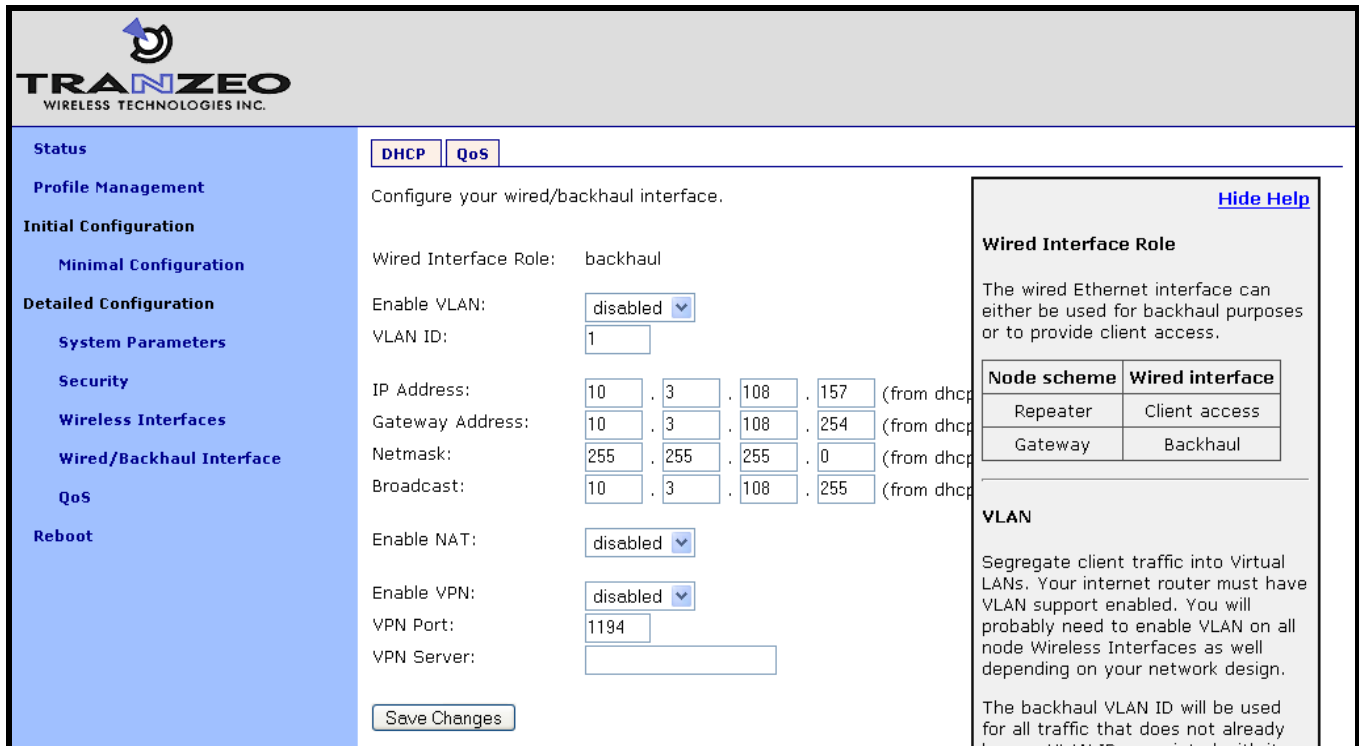 TRANZEO
WIRELESS TECHNOLOGIES INC.
Status
Profile Management
Initial Configuration
Minimal Configuration
Detailed Configuration
System Parameters
Security
Wireless Interfaces
Wired/Backhaul Interface
QoS
Reboot
DHCP QoS
Configure your wired/backhaul interface.
Wired Interface Role: backhaul
Enable VLAN: disabled
VLAN ID: 1
IP Address: 10 . 3 . 108 . 157 (from dhcp
Gateway Address: 10 . 3 . 108 . 254 (from dhcp
Netmask: 255 . 255 . 255 . 0 (from dhcp
Broadcast: 10 . 3 . 108 . 255 (from dhcp
Enable NAT: disabled
Enable VPN: disabled
VPN Port: 1194
VPN Server:
Save Changes
Hide Help
Wired Interface Role
The wired Ethernet interface can
either be used for backhaul purposes
or to provide client access.
Node scheme Wired interface
Repeater Client access
Gateway Backhaul
VLAN
Segregate client traffic into Virtual
LANs. Your internet router must have
VLAN support enabled. You will
probably need to enable VLAN on all
node Wireless Interfaces as well
depending on your network design.
The backhaul VLAN ID will be used
for all traffic that does not already